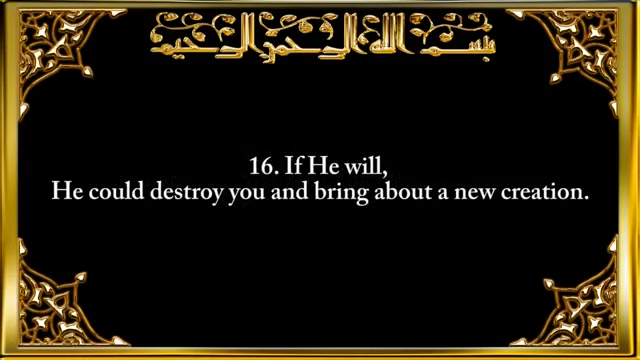 بسم الله الرحمن الرحيم
16. If He will,
He could destroy you and bring about a new creation.